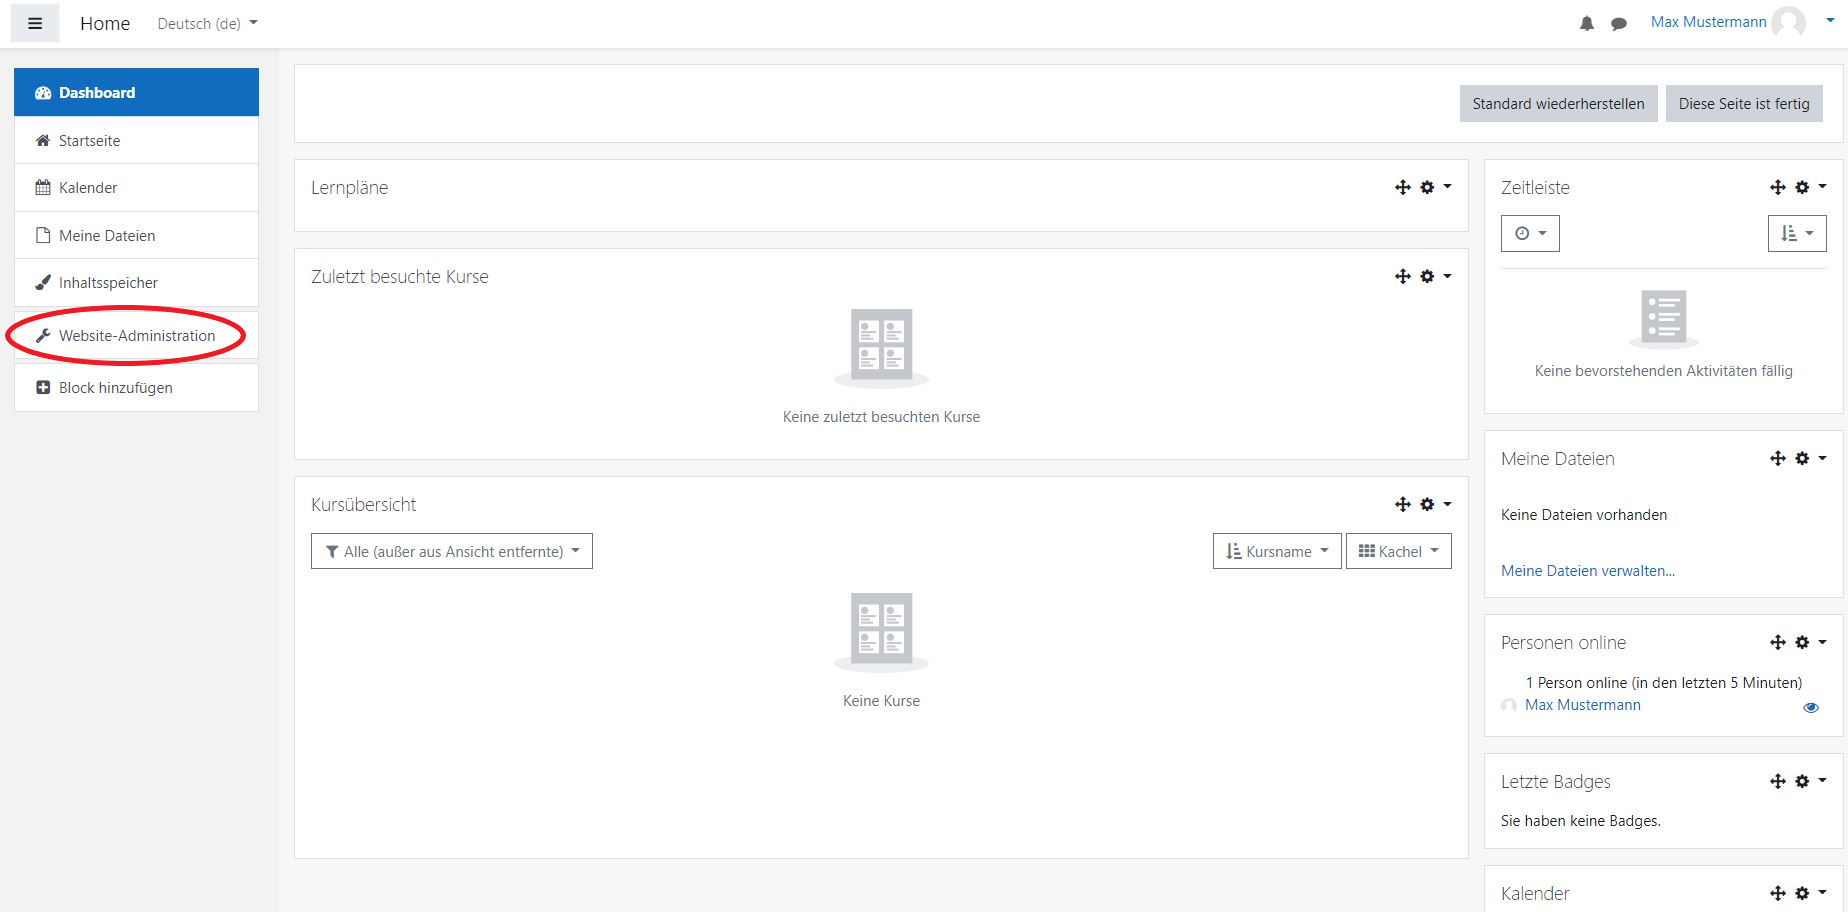 Home
Deutsch (de)
Max Mustermann
Dashboard
Startseite
Kalender
Meine Dateien
Inhaltsspeicher
Website-Administration
Block hinzufügen
Standard wiederherstellen
Diese Seite ist fertig
Lernpläne
Zuletzt besuchte Kurse
Keine zuletzt besuchten Kurse
Kursübersicht
Alle (außer aus Ansicht entfernte)
Kursname
Kachel
Keine Kurse
Zeitleiste
Keine bevorstehenden Aktivitäten fällig
Meine Dateien
Keine Dateien vorhanden
Meine Dateien verwalten...
Personen online
1 Person online (in den letzten 5 Minuten)
Max Mustermann
Letzte Badges
Sie haben keine Badges.
Kalender